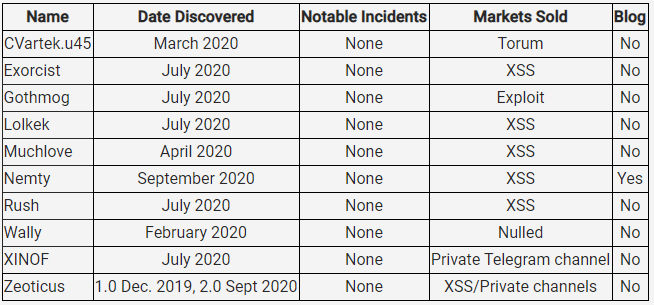 Name Date Discovered Notable Incidents Markets Sold Blog
CVartek.u45 March 2020 None Torum No
Exorcist July 2020 None XSS No
Gothmog July 2020 None Exploit No
Lolkek July 2020 None XSS No
Muchlove April 2020 None XSS No
Nemty September 2020 None XSS Yes
Rush July 2020 None XSS No
Wally February 2020 None Nulled No
XINOF July 2020 None Private Telegram channel No
Zeoticus 1.0 Dec. 2019, 2.0 Sept 2020 None XSS/Private channels No